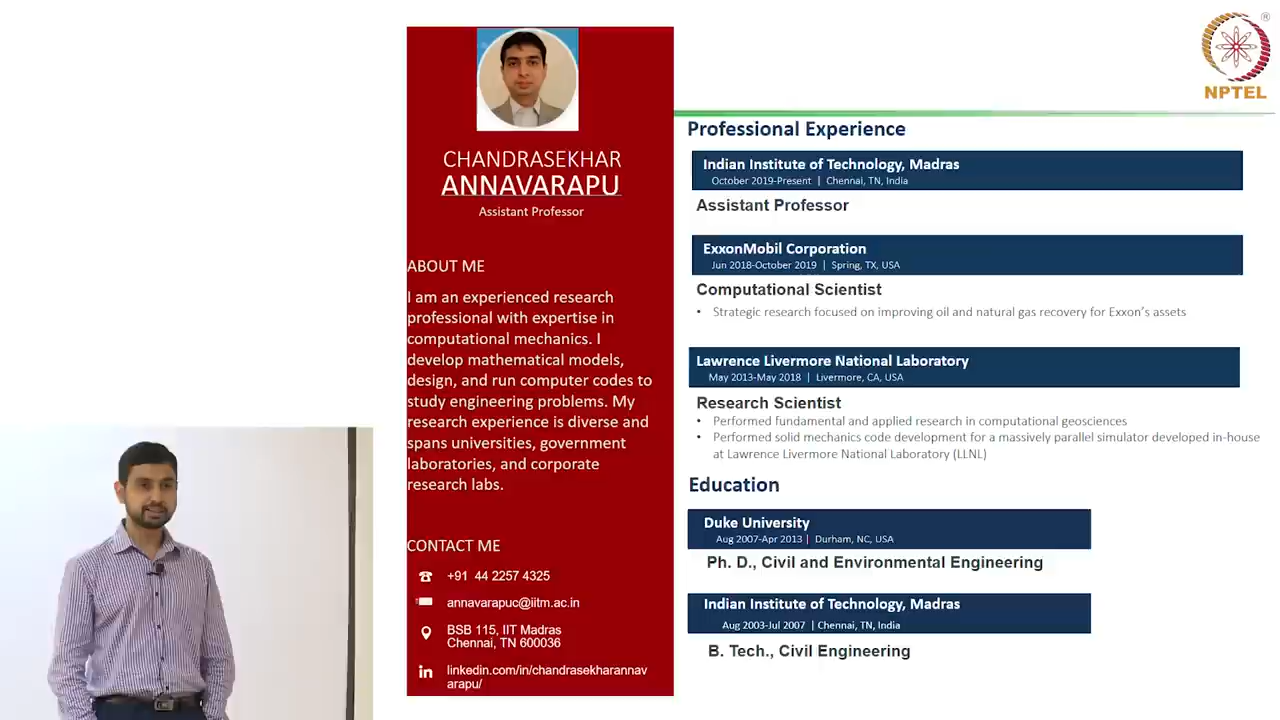 CHANDRASEKHAR
ANNAVARAPU
Assistant Professor
ABOUT ME
I am an experienced research
professional with expertise in
computational mechanics. I
develop mathematical models,
design, and run computer codes to
study engineering problems. My
research experience is diverse and
spans universities, government
laboratories, and corporate
research labs.
CONTACT ME
+91 44 2257 4325
annavarapuc@iitm.ac.in
BSB 115, IIT Madras
Chennai, TN 600036
in
linkedin.com/in/chandrasekharannav
arapu/
®
NPTEL
Professional Experience
Indian Institute of Technology, Madras
October 2019-Present | Chennai, TN, India
Assistant Professor
ExxonMobil Corporation
Jun 2018-October 2019 | Spring, TX, USA
Computational Scientist
• Strategic research focused on improving oil and natural gas recovery for Exxon's assets
Lawrence Livermore National Laboratory
May 2013-May 2018 | Livermore, CA, USA
Research Scientist
• Performed fundamental and applied research in computational geosciences
• Performed solid mechanics code development for a massively parallel simulator developed in-house
at Lawrence Livermore National Laboratory (LLNL)
Education
Duke University
Aug 2007-Apr 2013 | Durham, NC, USA
Ph. D., Civil and Environmental Engineering
Indian Institute of Technology, Madras
Aug 2003-Jul 2007 | Chennai, TN, India
B. Tech., Civil Engineering